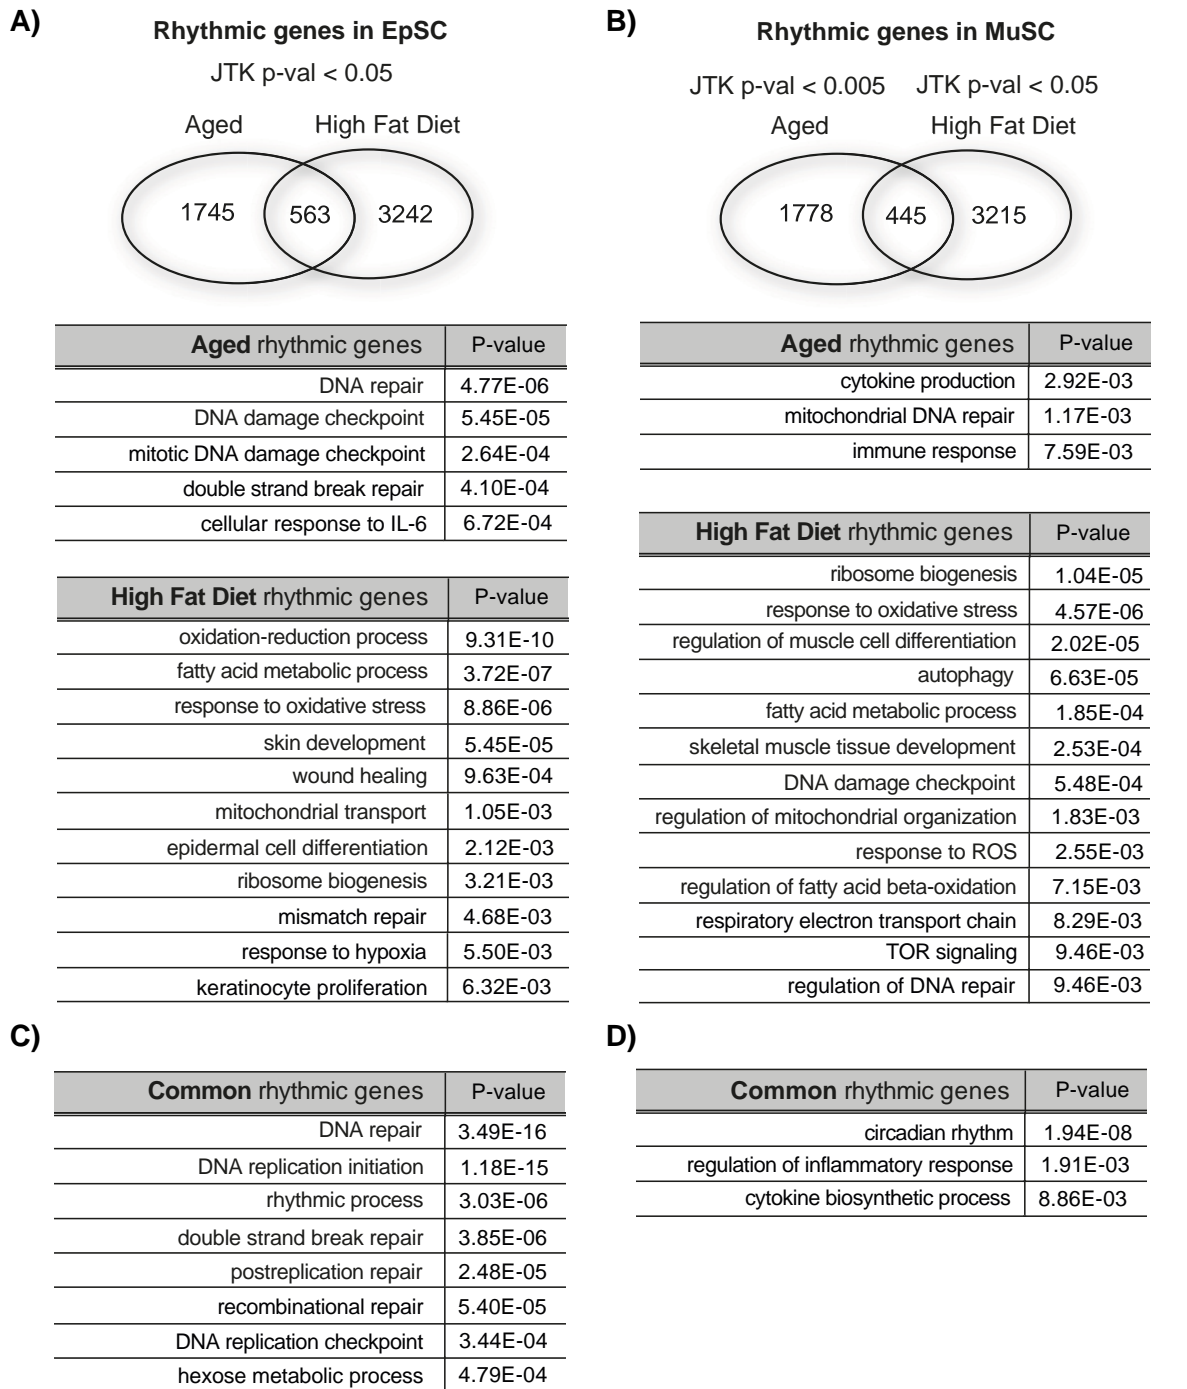 A)
Rhythmic genes in EpSC
JTK p-val < 0.05
Aged High Fat Diet
1745 563 3242
Aged rhythmic genes P-value
DNA repair 4.77E-06
DNA damage checkpoint 5.45E-05
mitotic DNA damage checkpoint 2.64E-04
double strand break repair 4.10E-04
cellular response to IL-6 6.72E-04
High Fat Diet rhythmic genes P-value
oxidation-reduction process 9.31E-10
fatty acid metabolic process 3.72E-07
response to oxidative stress 8.86E-06
skin development 5.45E-05
wound healing 9.63E-04
mitochondrial transport 1.05E-03
epidermal cell differentiation 2.12E-03
ribosome biogenesis 3.21E-03
mismatch repair 4.68E-03
response to hypoxia 5.50E-03
keratinocyte proliferation 6.32E-03
B)
Rhythmic genes in MuSC
JTK p-val < 0.005 JTK p-val < 0.05
Aged High Fat Diet
1778 445 3215
Aged rhythmic genes P-value
cytokine production 2.92E-03
mitochondrial DNA repair 1.17E-03
immune response 7.59E-03
High Fat Diet rhythmic genes P-value
ribosome biogenesis 1.04E-05
response to oxidative stress 4.57E-06
regulation of muscle cell differentiation 2.02E-05
autophagy 6.63E-05
fatty acid metabolic process 1.85E-04
skeletal muscle tissue development 2.53E-04
DNA damage checkpoint 5.48E-04
regulation of mitochondrial organization 1.83E-03
response to ROS 2.55E-03
regulation of fatty acid beta-oxidation 7.15E-03
respiratory electron transport chain 8.29E-03
TOR signaling 9.46E-03
regulation of DNA repair 9.46E-03
C)
Common rhythmic genes P-value
DNA repair 3.49E-16
DNA replication initiation 1.18E-15
rhythmic process 3.03E-06
double strand break repair 3.85E-06
postreplication repair 2.48E-05
recombinational repair 5.40E-05
DNA replication checkpoint 3.44E-04
hexose metabolic process 4.79E-04
D)
Common rhythmic genes P-value
circadian rhythm 1.94E-08
regulation of inflammatory response 1.91E-03
cytokine biosynthetic process 8.86E-03